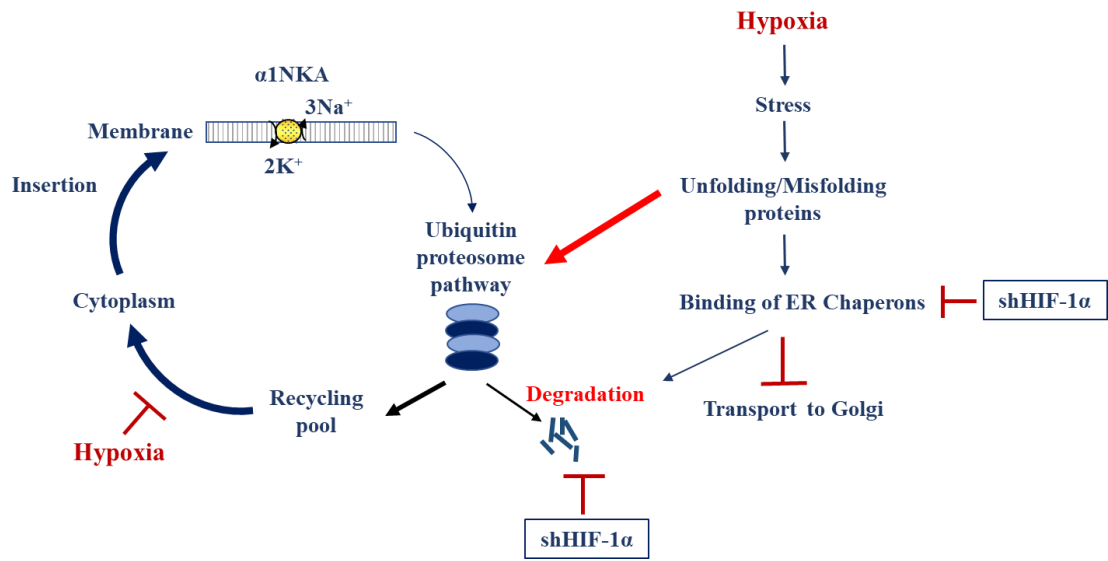 Hypoxia
α1NKA
3Na⁺
Stress
Membrane
2K⁺
Insertion
Unfolding/Misfolding
proteins
Ubiquitin
proteosome
pathway
Cytoplasm
Binding of ER Chaperons
shHIF-1α
Degradation
Recycling
pool
Transport to Golgi
Hypoxia
shHIF-1α